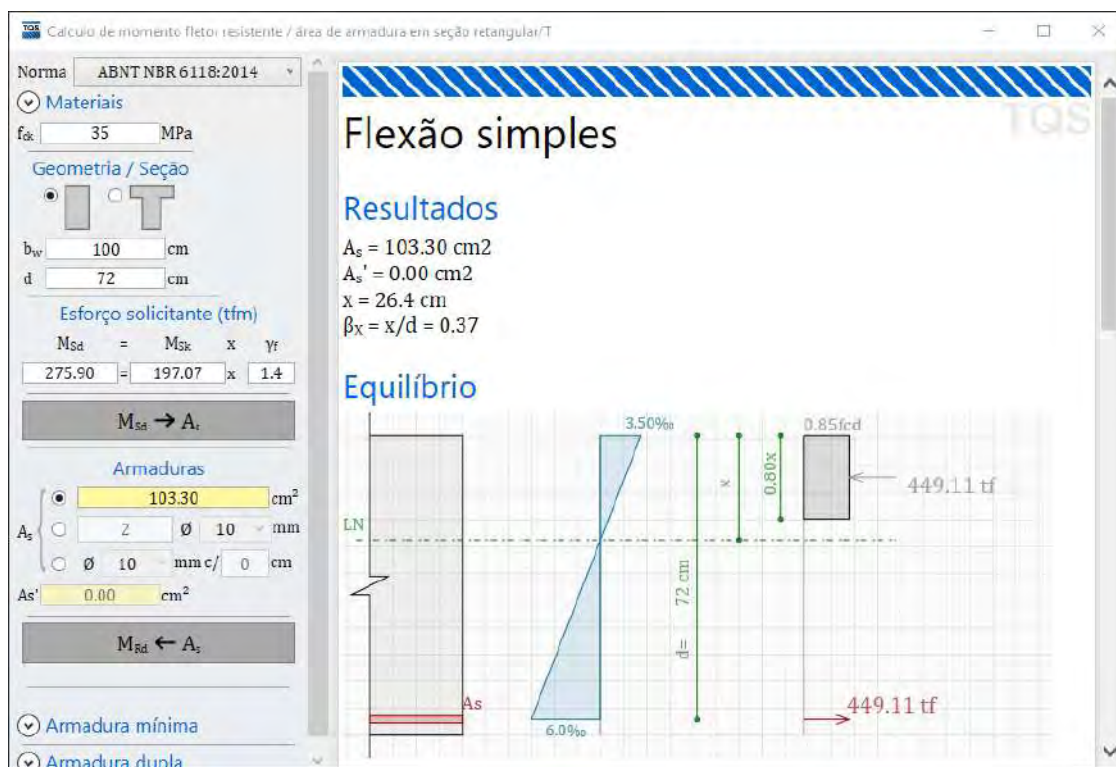 TQS Calculo de momento fletor resistente / área de armadura em seção retangular/T
Norma ABNT NBR 6118:2014
Materiais
fck 35 MPa
Geometria / Seção
bw 100 cm
d 72 cm
Esforço solicitante (tfm)
MSd = MSk x γf
275.90 = 197.07 x 1.4
MSd → As
Armaduras
103.30 cm²
As 2 Ø 10 mm
Ø 10 mm c/ 0 cm
As' 0.00 cm²
MRd ← As
Armadura mínima
Armadura dupla
TQS
Flexão simples
Resultados
As = 103.30 cm2
As' = 0.00 cm2
x = 26.4 cm
βx = x/d = 0.37
Equilíbrio
3.50‰
0.85fcd
x
0.80x
449.11 tf
LN
d= 72 cm
As
449.11 tf
6.0‰